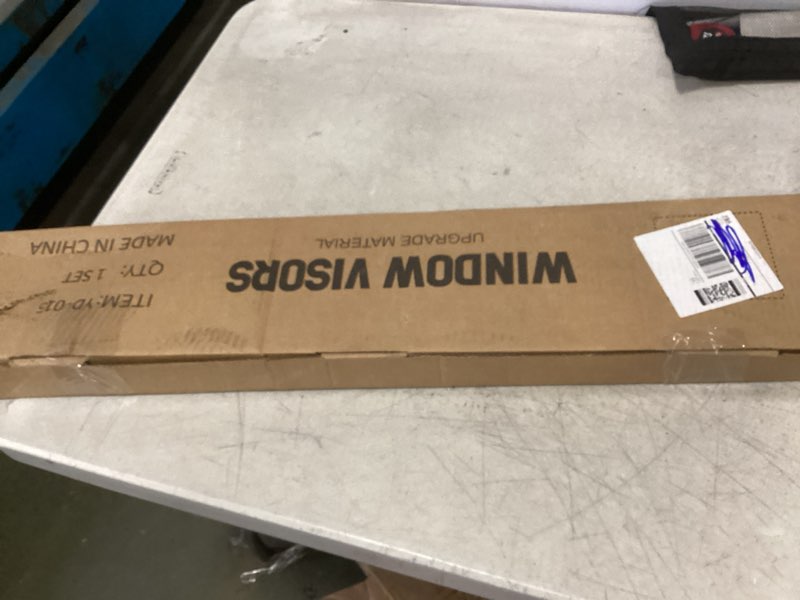 WINDOW VISORS
UPGRADE MATERIAL
ITEM:YD-015
QTY: 1 SET
MADE IN CHINA